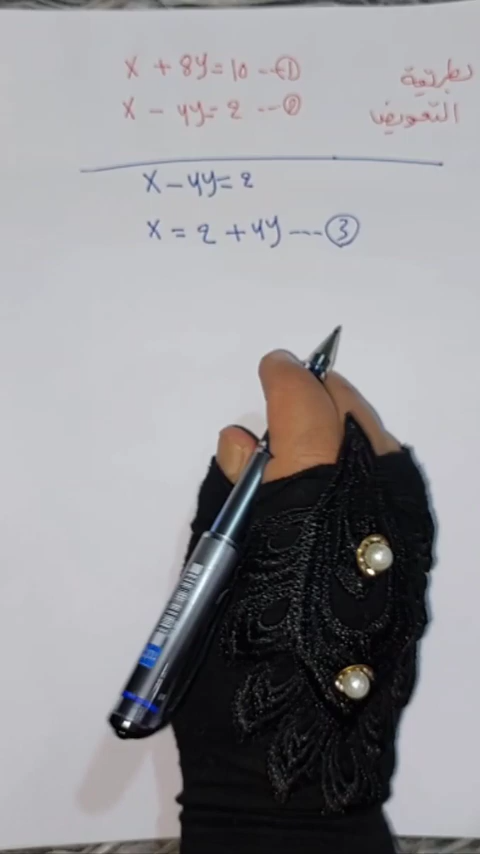 طريقة
التعويض
x + 8y = 10 --- ①
x - 4y = 2 --- ②
x - 4y = 2
x = 2 + 4y --- ③